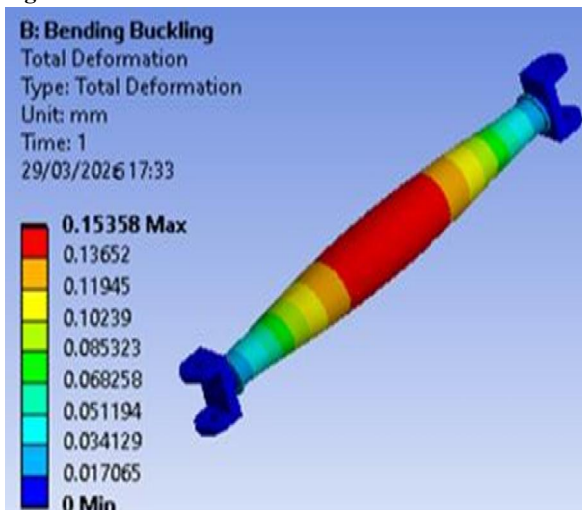 B: Bending Buckling
Total Deformation
Type: Total Deformation
Unit: mm
Time: 1
29/03/2026 17:33
0.15358 Max
0.13652
0.11945
0.10239
0.085323
0.068258
0.051194
0.034129
0.017065
0 Min